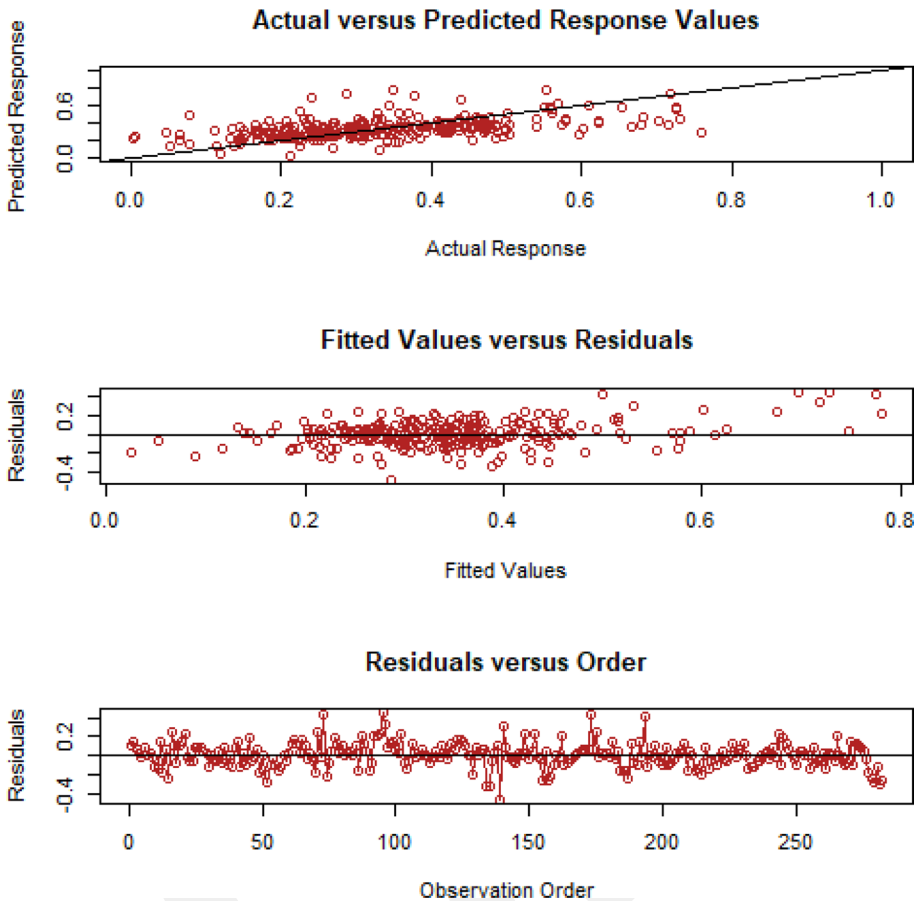 Actual versus Predicted Response Values
Predicted Response
0.6
0.0
0.0 0.2 0.4 0.6 0.8 1.0
Actual Response
Fitted Values versus Residuals
Residuals
0.2
-0.4
0.0 0.2 0.4 0.6 0.8
Fitted Values
Residuals versus Order
Residuals
0.2
-0.4
0 50 100 150 200 250
Observation Order